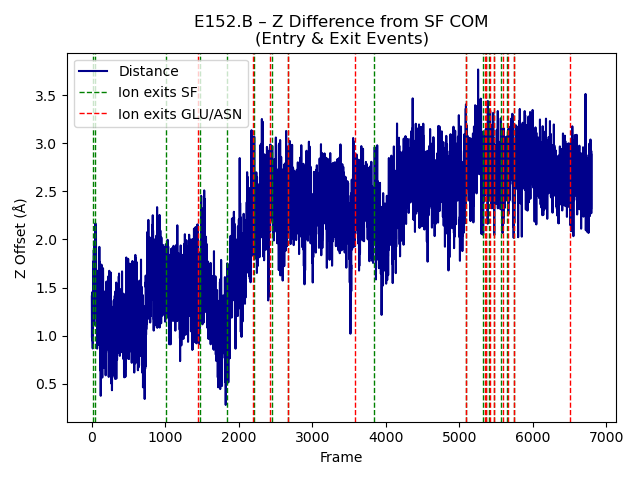 E152.B – Z Difference from SF COM
(Entry & Exit Events)
Distance
Ion exits SF
Ion exits GLU/ASN
Z Offset (Å)
3.5
3.0
2.5
2.0
1.5
1.0
0.5
0 1000 2000 3000 4000 5000 6000 7000
Frame